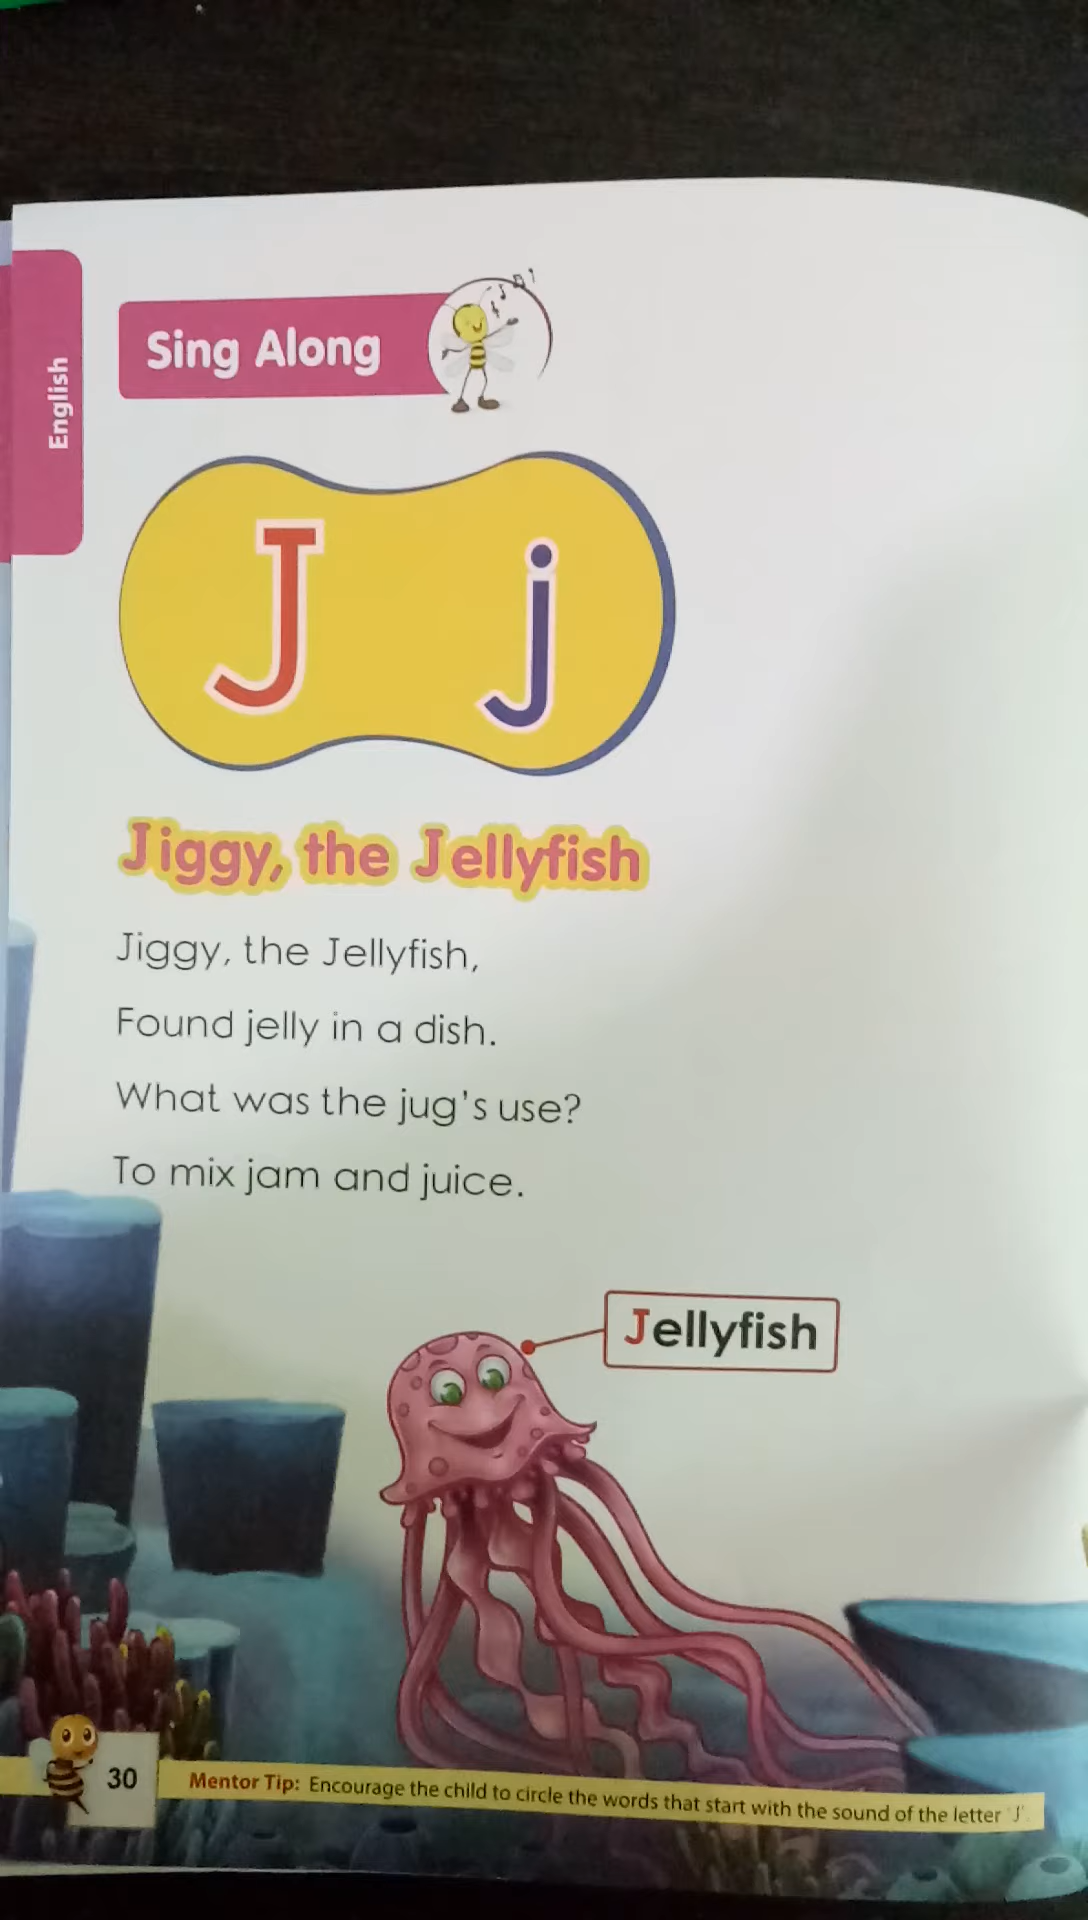 English
Sing Along
J j
Jiggy, the Jellyfish
Jiggy, the Jellyfish,
Found jelly in a dish.
What was the jug's use?
To mix jam and juice.
Jellyfish
30
Mentor Tip: Encourage the child to circle the words that start with the sound of the letter 'J'.